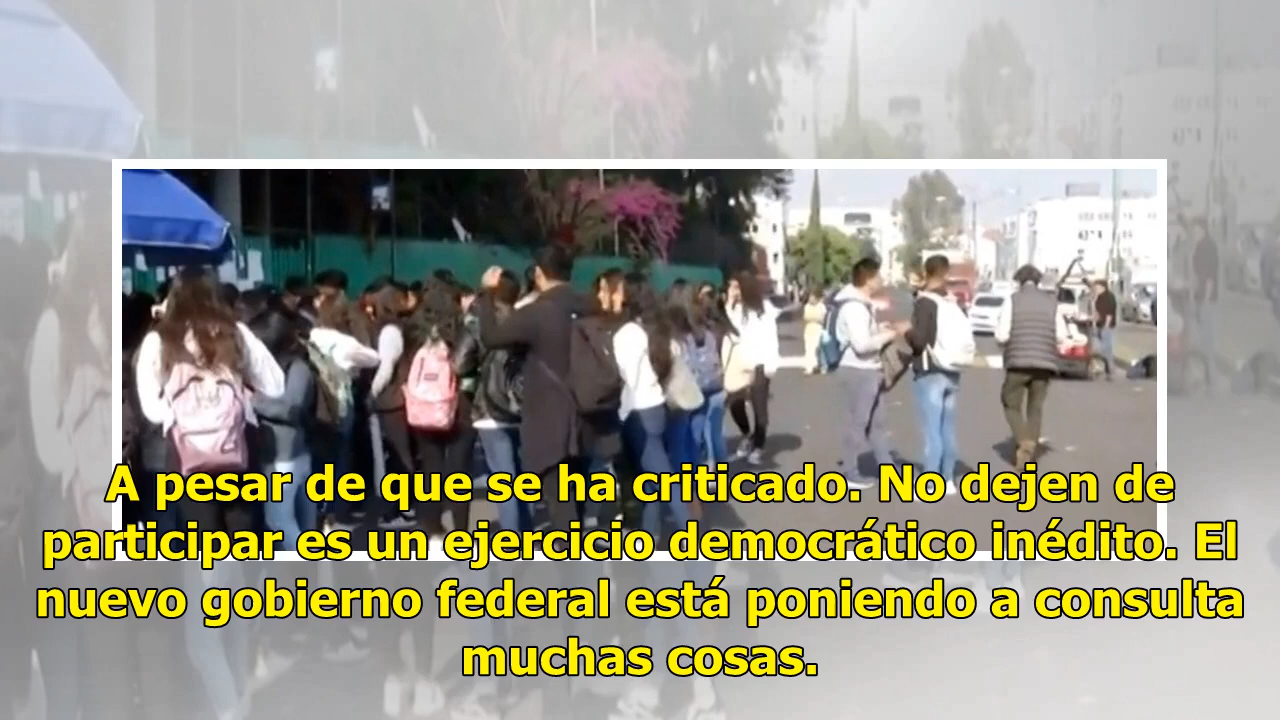 A pesar de que se ha criticado. No dejen de
participar es un ejercicio democrático inédito. El
nuevo gobierno federal está poniendo a consulta
muchas cosas.